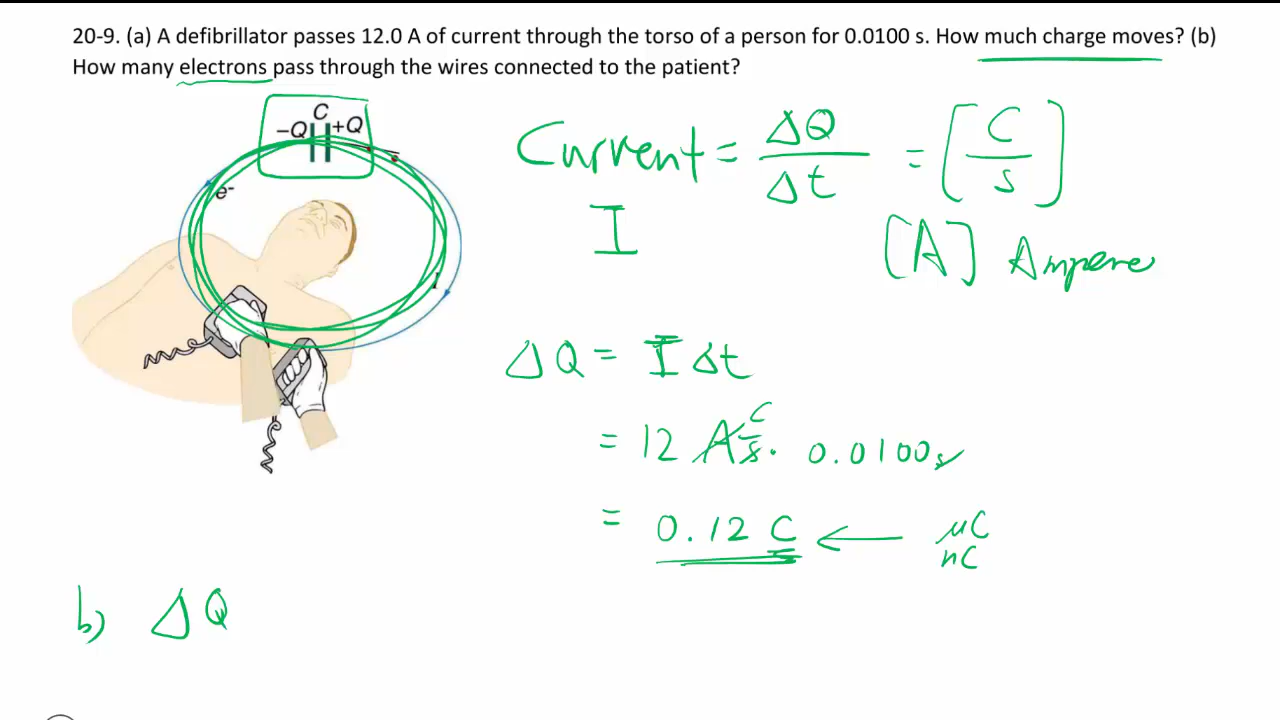 20-9. (a) A defibrillator passes 12.0 A of current through the torso of a person for 0.0100 s. How much charge moves? (b)
How many electrons pass through the wires connected to the patient?
C
−Q +Q
e-
I
Current = ΔQ/Δt = [C/s]
I [A] Ampere
ΔQ = I Δt
= 12 A C/s · 0.0100 s
= 0.12 C ← μC
nC
b) ΔQ